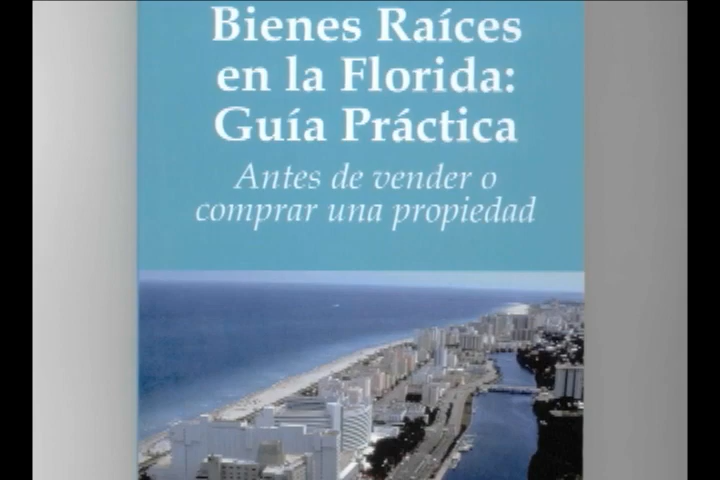 Bienes Raíces
en la Florida:
Guía Práctica
Antes de vender o
comprar una propiedad